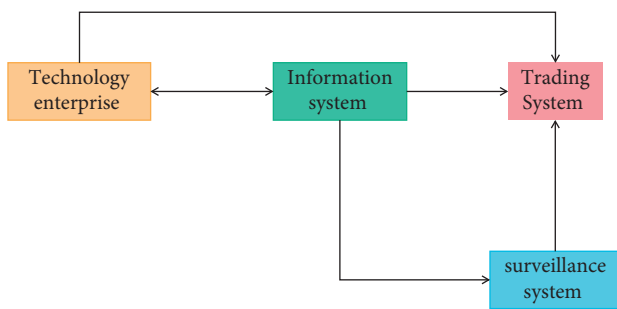 Technology
enterprise
Information
system
Trading
System
surveillance
system